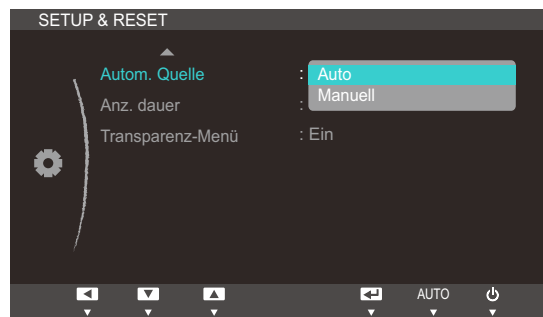 SETUP & RESET
Autom. Quelle : Auto
Manuell
Anz. dauer :
Transparenz-Menü : Ein
AUTO